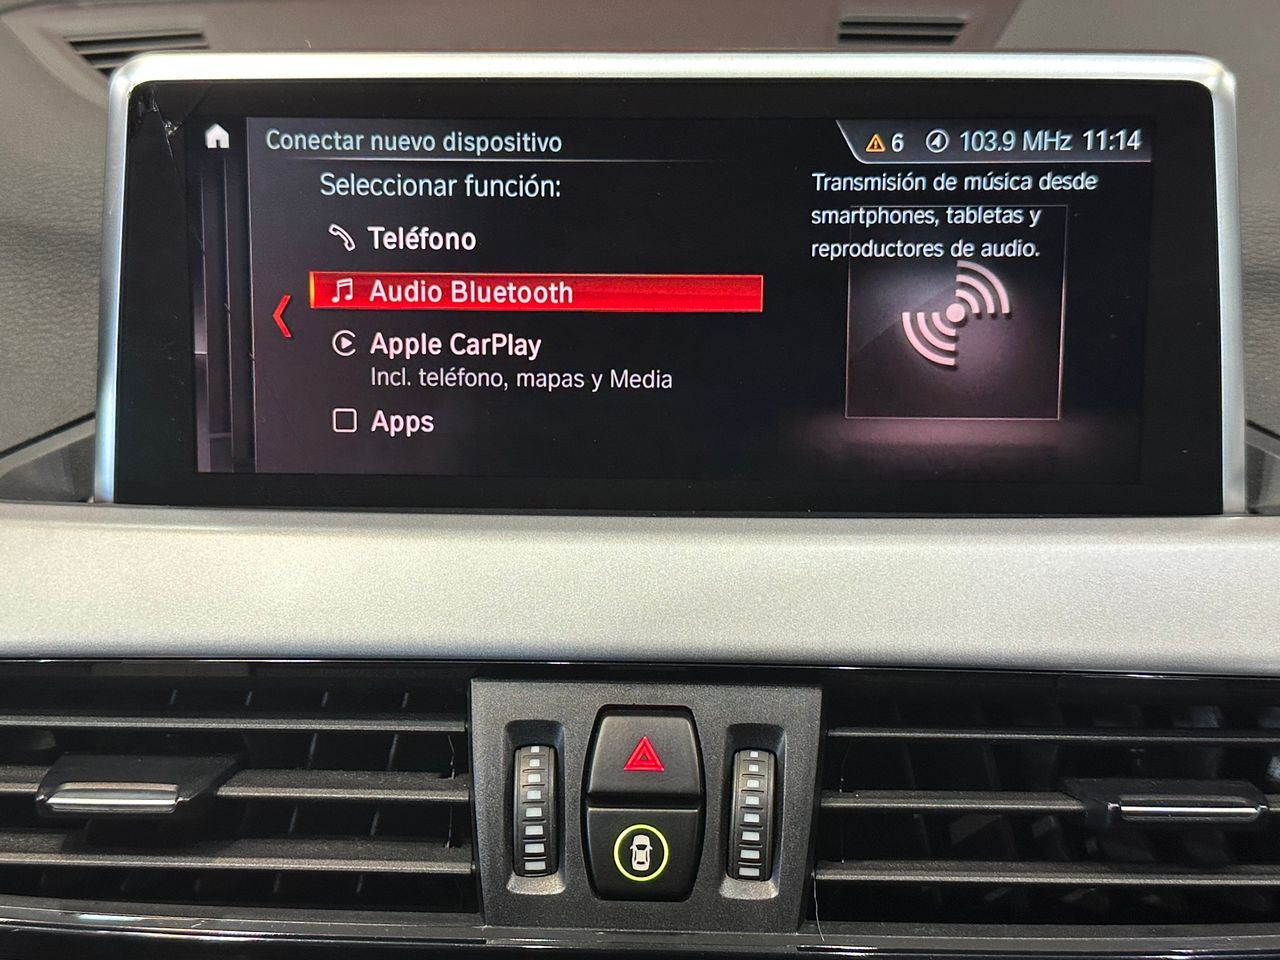 Conectar nuevo dispositivo
6 103.9 MHz 11:14
Seleccionar función:
Teléfono
Audio Bluetooth
Apple CarPlay
Incl. teléfono, mapas y Media
Apps
Transmisión de música desde
smartphones, tabletas y
reproductores de audio.